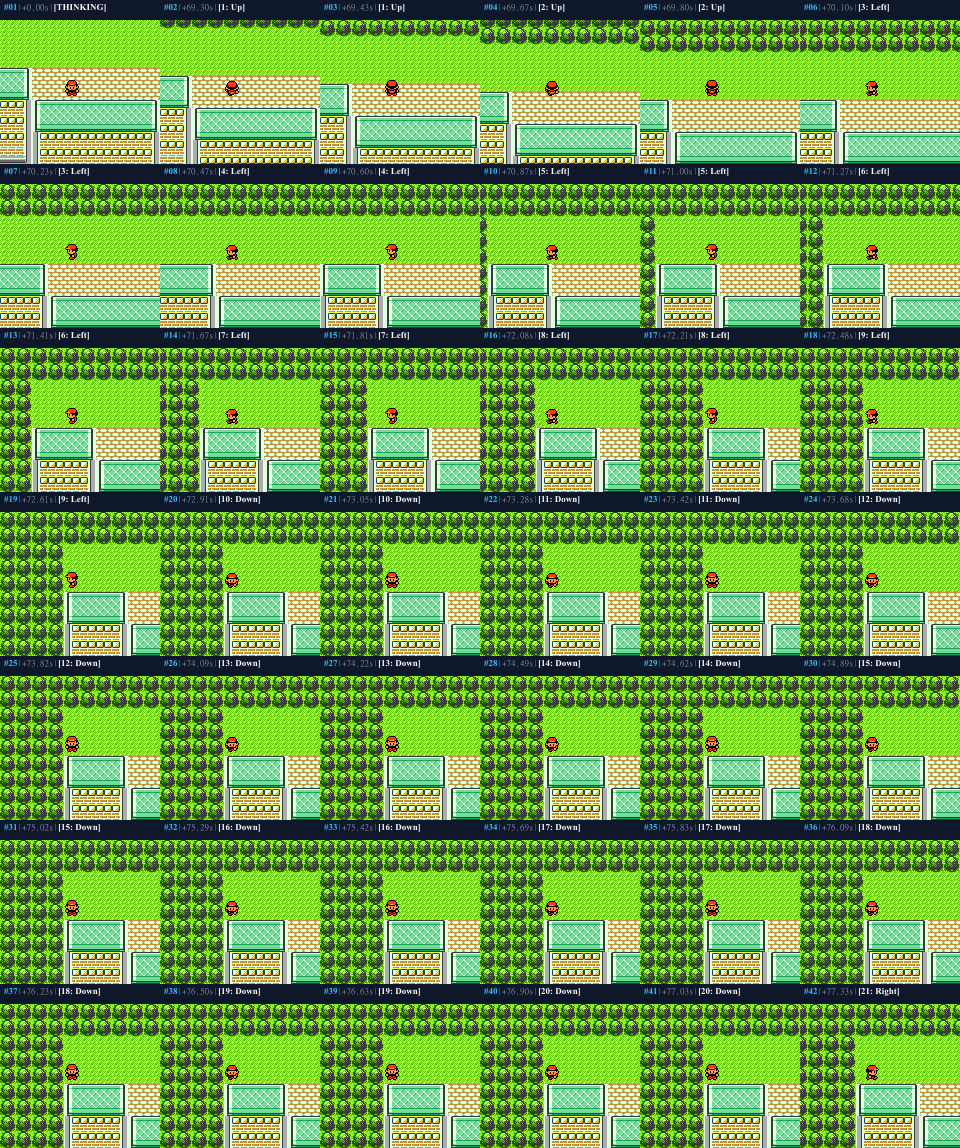 #01|+0.00s|[THINKING]
#02|+69.30s|[1: Up]
#03|+69.43s|[1: Up]
#04|+69.67s|[2: Up]
#05|+69.80s|[2: Up]
#06|+70.10s|[3: Left]
#07|+70.23s|[3: Left]
#08|+70.47s|[4: Left]
#09|+70.60s|[4: Left]
#10|+70.87s|[5: Left]
#11|+71.00s|[5: Left]
#12|+71.27s|[6: Left]
#13|+71.41s|[6: Left]
#14|+71.67s|[7: Left]
#15|+71.81s|[7: Left]
#16|+72.08s|[8: Left]
#17|+72.21s|[8: Left]
#18|+72.48s|[9: Left]
#19|+72.61s|[9: Left]
#20|+72.91s|[10: Down]
#21|+73.05s|[10: Down]
#22|+73.28s|[11: Down]
#23|+73.42s|[11: Down]
#24|+73.68s|[12: Down]
#25|+73.82s|[12: Down]
#26|+74.09s|[13: Down]
#27|+74.22s|[13: Down]
#28|+74.49s|[14: Down]
#29|+74.62s|[14: Down]
#30|+74.89s|[15: Down]
#31|+75.02s|[15: Down]
#32|+75.29s|[16: Down]
#33|+75.42s|[16: Down]
#34|+75.69s|[17: Down]
#35|+75.83s|[17: Down]
#36|+76.09s|[18: Down]
#37|+76.23s|[18: Down]
#38|+76.50s|[19: Down]
#39|+76.63s|[19: Down]
#40|+76.90s|[20: Down]
#41|+77.03s|[20: Down]
#42|+77.33s|[21: Right]